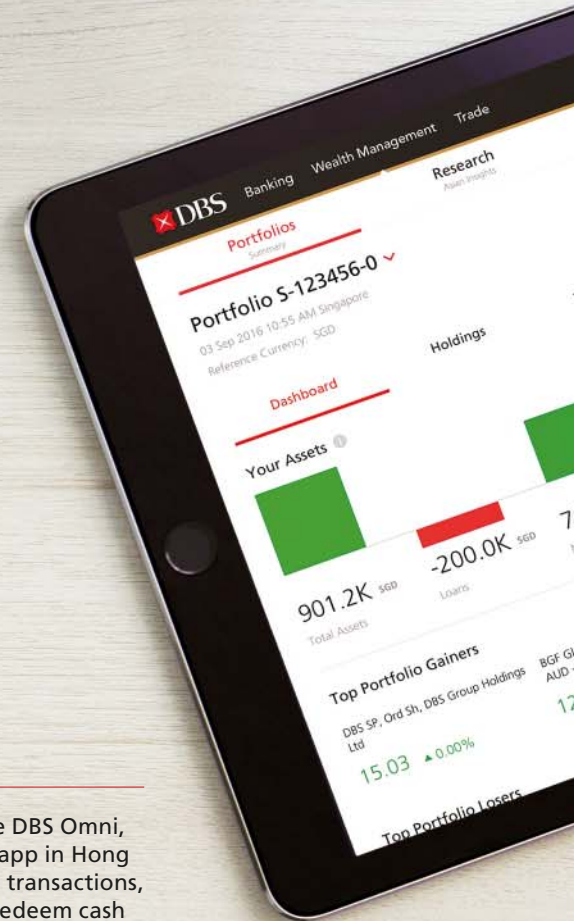 DBS
Banking Wealth Management Trade
Portfolios
Summary
Research
Asian Insights
Portfolio S-123456-0
03 Sep 2016 10:55 AM Singapore
Reference Currency: SGD
Dashboard
Holdings
Your Assets
901.2K SGD
Total Assets
-200.0K SGD
Loans
7
Top Portfolio Gainers
DBS SP, Ord Sh, DBS Group Holdings
Ltd
15.03 ▲0.00%
BGF Gl
AUD
12
Top Portfolio Losers
e DBS Omni,
app in Hong
transactions,
edeem cash